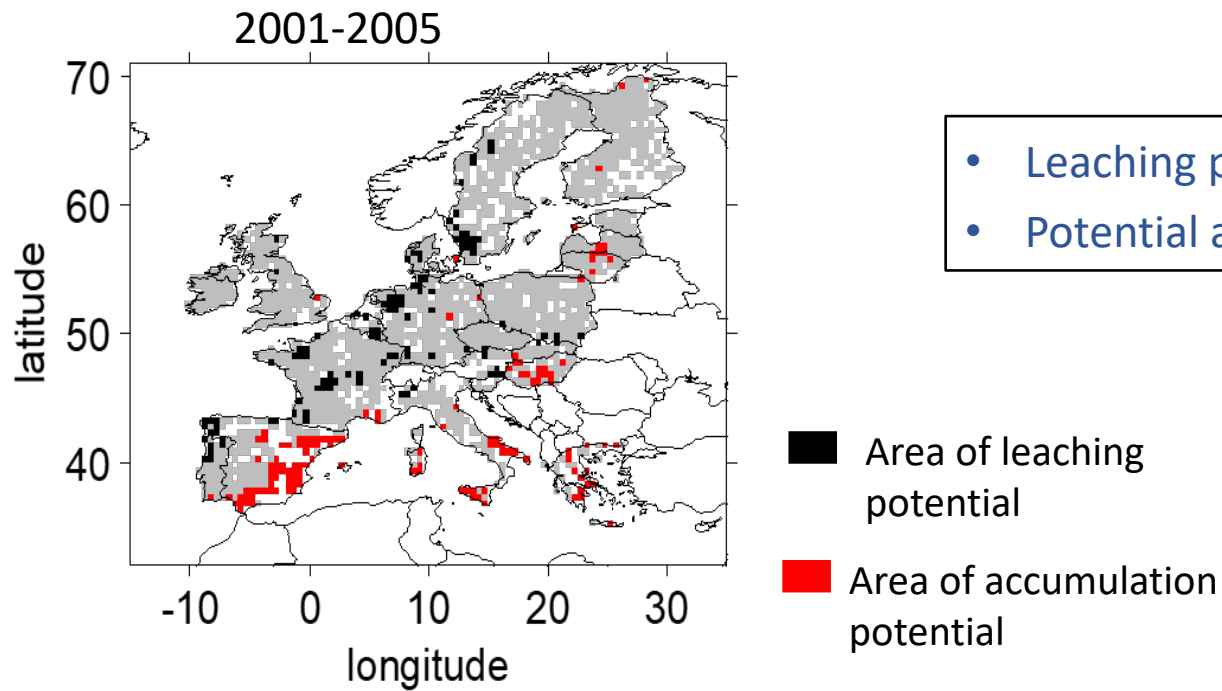 2001-2005
70
60
50
40
latitude
-10 0 10 20 30
longitude
• Leaching
• Potential
Area of leaching
potential
Area of accumulation
potential